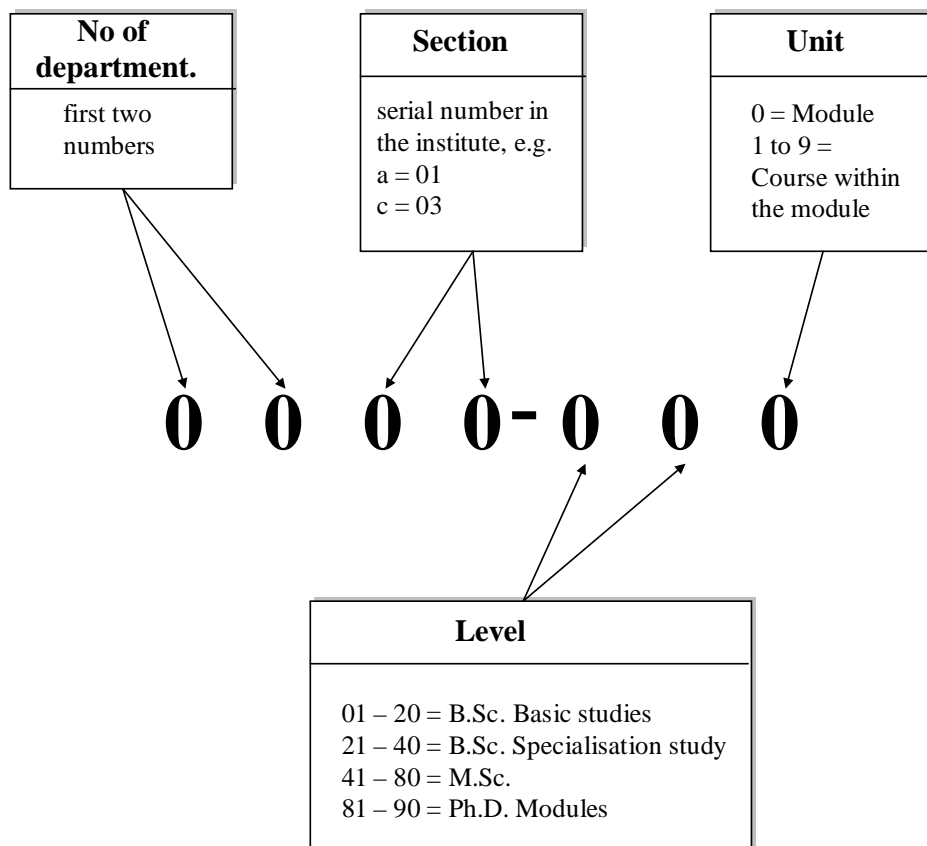 No of
department.
first two
numbers
Section
serial number in
the institute, e.g.
a = 01
c = 03
Unit
0 = Module
1 to 9 =
Course within
the module
0 0 0 0 - 0 0 0
Level
01 – 20 = B.Sc. Basic studies
21 – 40 = B.Sc. Specialisation study
41 – 80 = M.Sc.
81 – 90 = Ph.D. Modules